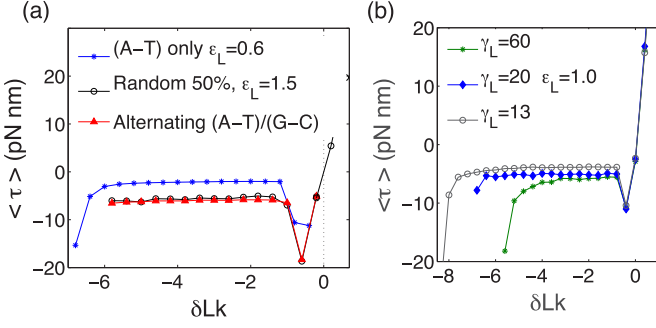 (a)
(b)
(A-T) only ε_L=0.6
Random 50%, ε_L=1.5
Alternating (A-T)/(G-C)
<τ> (pN nm)
20
10
0
−10
−20
−6
−4
−2
0
δLk
γ_L=60
γ_L=20 ε_L=1.0
γ_L=13
<τ> (pN nm)
20
10
0
−10
−20
−8
−6
−4
−2
0
δLk